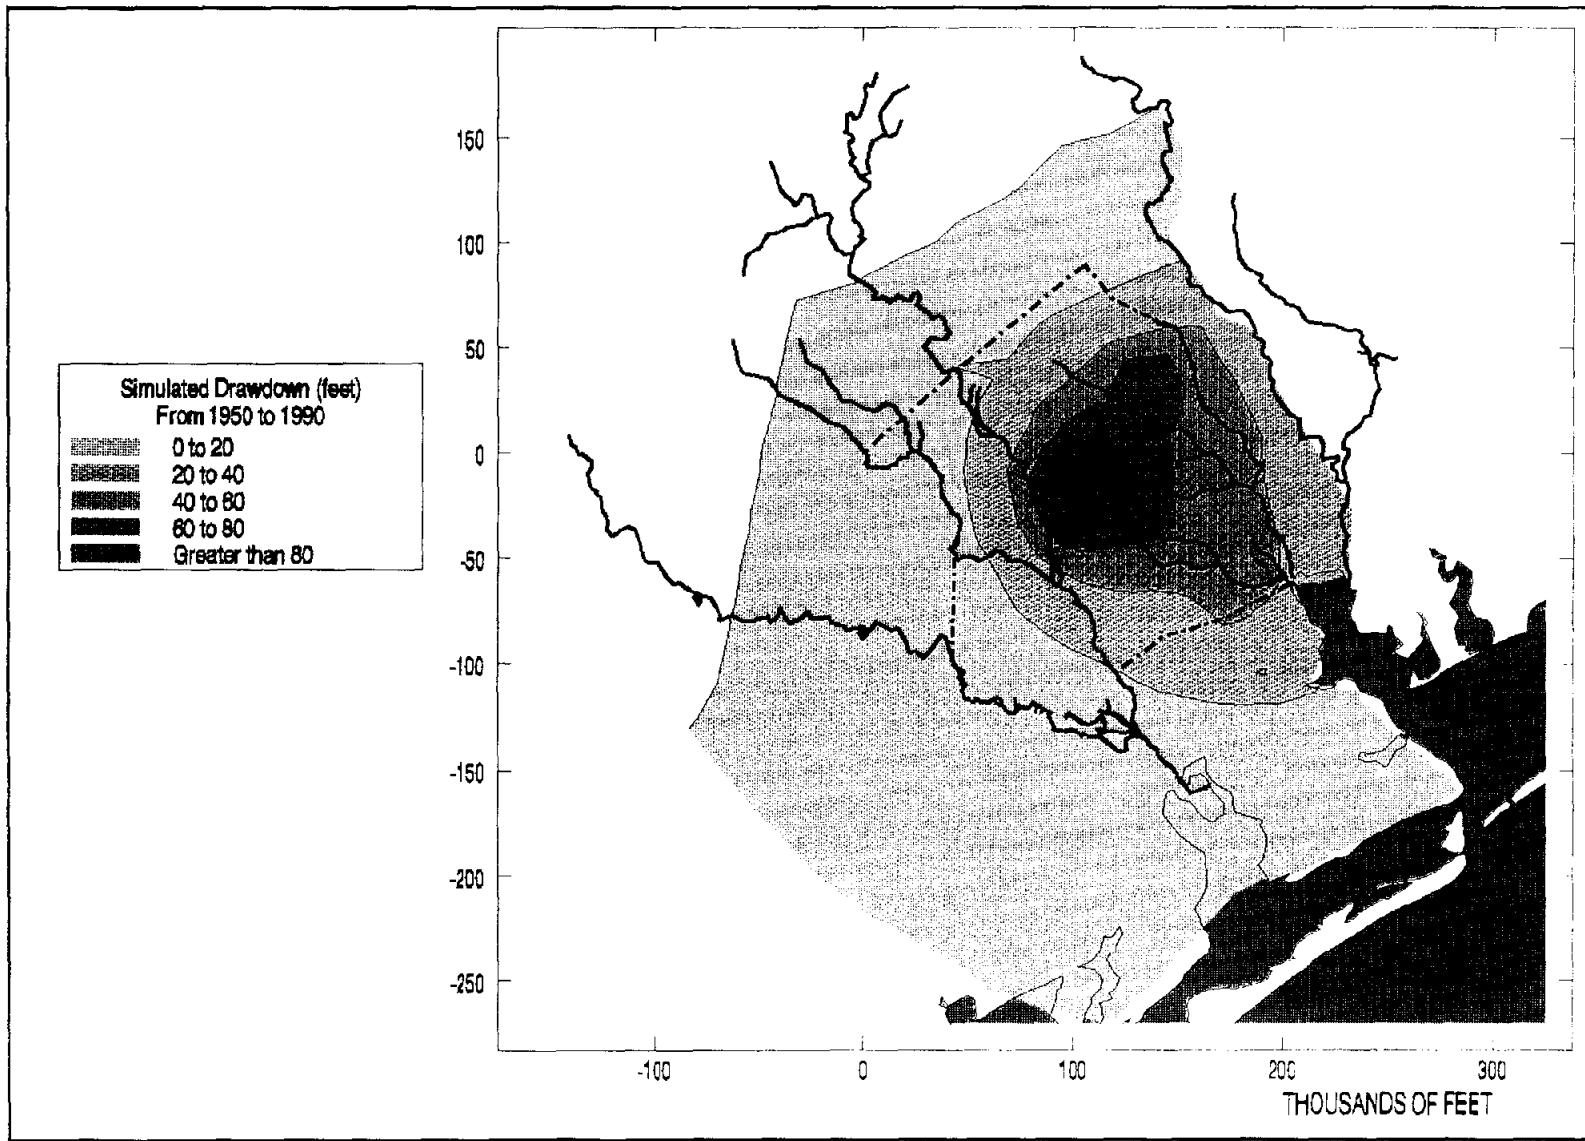 Simulated Drawdown (feet)
From 1950 to 1990
0 to 20
20 to 40
40 to 60
60 to 80
Greater than 80
150
100
50
0
-50
-100
-150
-200
-250
-100
0
100
200
300
THOUSANDS OF FEET